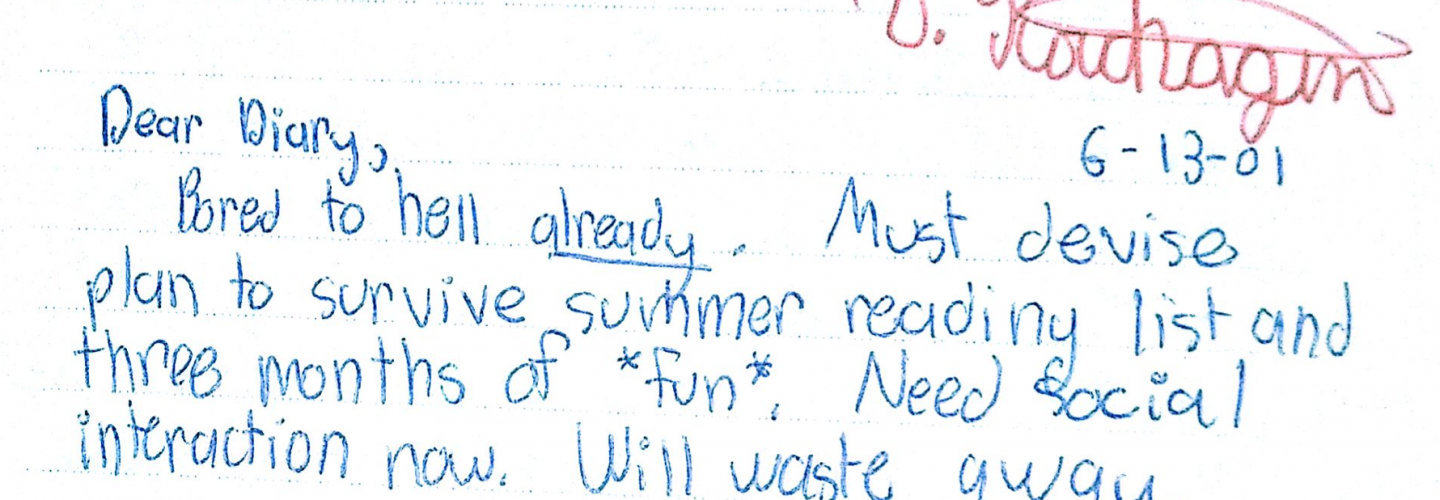 Dear Diary,
6-13-01
Bored to hell already. Must devise
plan to survive summer reading list and
three months of *fun*. Need social
interaction now. Will waste away